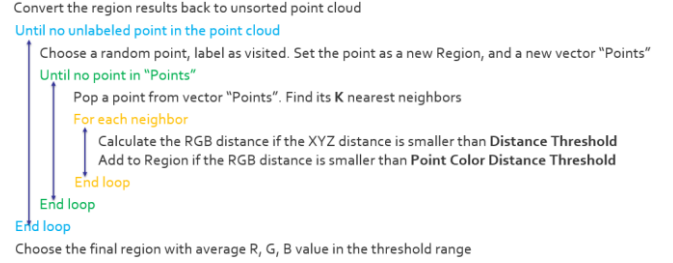 Convert the region results back to unsorted point cloud
Until no unlabeled point in the point cloud
Choose a random point, label as visited. Set the point as a new Region, and a new vector “Points”
Until no point in “Points”
Pop a point from vector “Points”. Find its K nearest neighbors
For each neighbor
Calculate the RGB distance if the XYZ distance is smaller than Distance Threshold
Add to Region if the RGB distance is smaller than Point Color Distance Threshold
End loop
End loop
End loop
Choose the final region with average R, G, B value in the threshold range